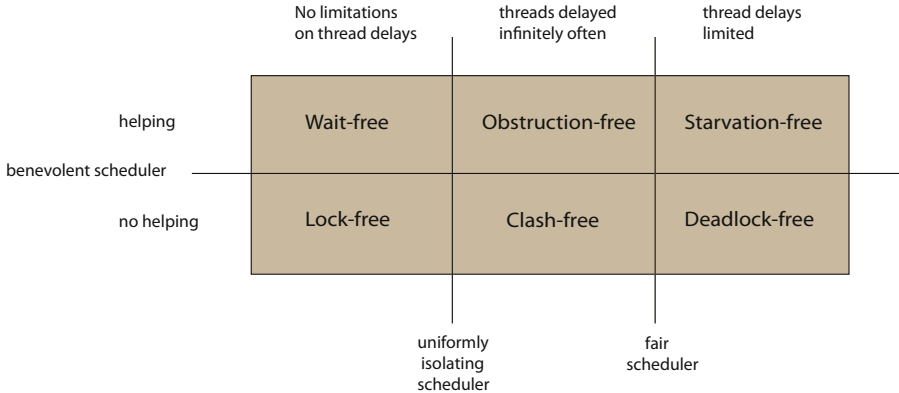 No limitations
on thread delays
threads delayed
infinitely often
thread delays
limited
helping
Wait-free
Obstruction-free
Starvation-free
benevolent scheduler
no helping
Lock-free
Clash-free
Deadlock-free
uniformly
isolating
scheduler
fair
scheduler